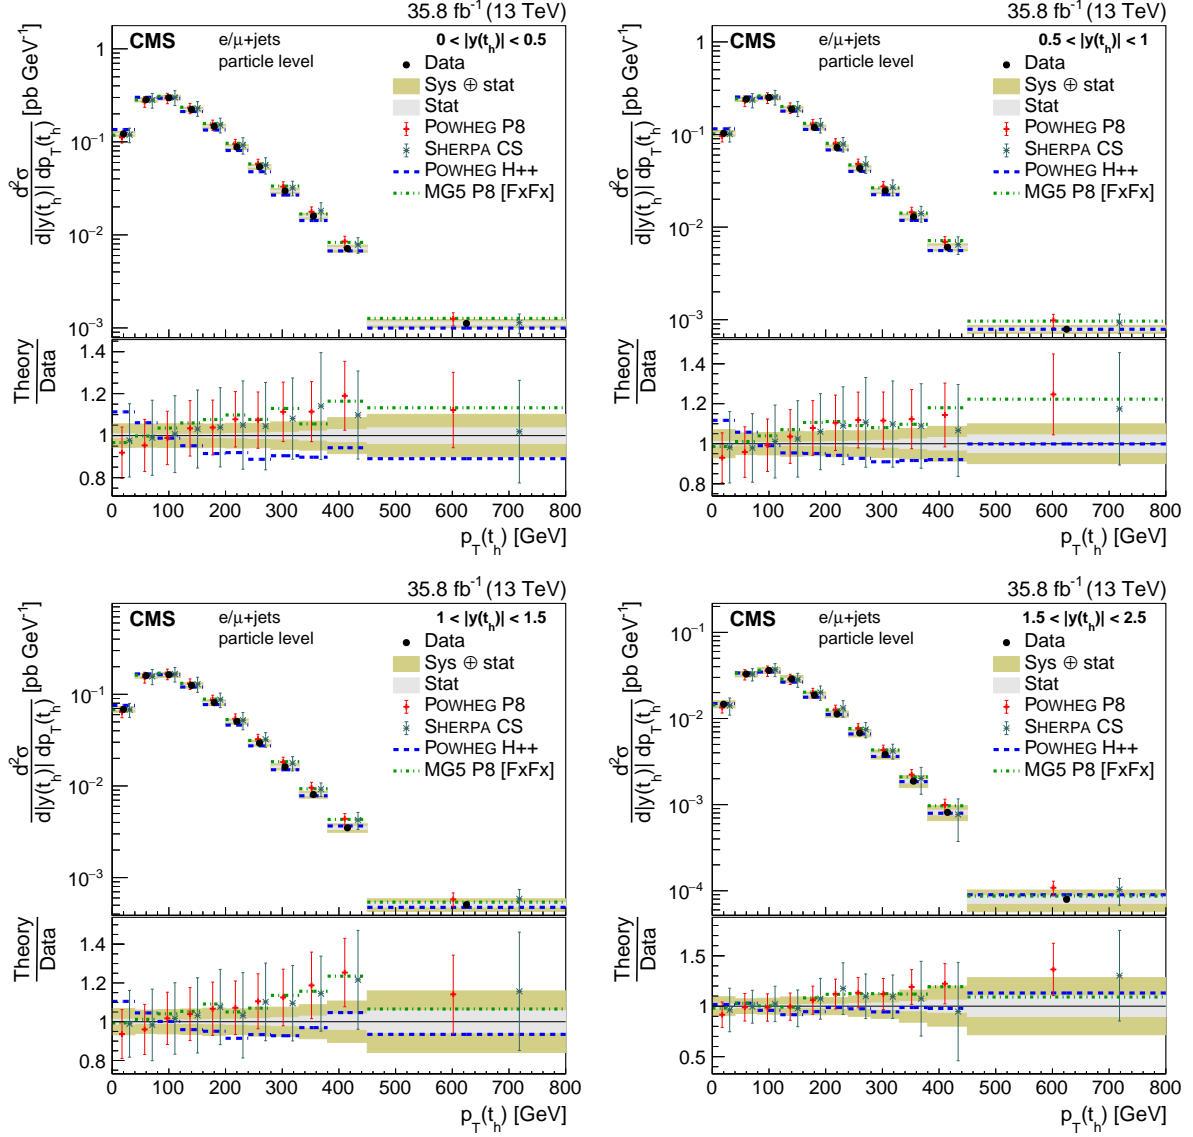 35.8 fb⁻¹ (13 TeV)
CMS
e/μ+jets
particle level
0 < |y(t_h)| < 0.5
Data
Sys ⊕ stat
Stat
POWHEG P8
SHERPA CS
POWHEG H++
MG5 P8 [FxFx]
d²σ
d|y(t_h)| dp_T(t_h)
[pb GeV⁻¹]
1
10⁻¹
10⁻²
10⁻³
Theory
Data
1.4
1.2
1
0.8
0 100 200 300 400 500 600 700 800
p_T(t_h) [GeV]
35.8 fb⁻¹ (13 TeV)
CMS
e/μ+jets
particle level
0.5 < |y(t_h)| < 1
Data
Sys ⊕ stat
Stat
POWHEG P8
SHERPA CS
POWHEG H++
MG5 P8 [FxFx]
d²σ
d|y(t_h)| dp_T(t_h)
[pb GeV⁻¹]
1
10⁻¹
10⁻²
10⁻³
Theory
Data
1.4
1.2
1
0.8
0 100 200 300 400 500 600 700 800
p_T(t_h) [GeV]
35.8 fb⁻¹ (13 TeV)
CMS
e/μ+jets
particle level
1 < |y(t_h)| < 1.5
Data
Sys ⊕ stat
Stat
POWHEG P8
SHERPA CS
POWHEG H++
MG5 P8 [FxFx]
d²σ
d|y(t_h)| dp_T(t_h)
[pb GeV⁻¹]
10⁻¹
10⁻²
10⁻³
Theory
Data
1.4
1.2
1
0.8
0 100 200 300 400 500 600 700 800
p_T(t_h) [GeV]
35.8 fb⁻¹ (13 TeV)
CMS
e/μ+jets
particle level
1.5 < |y(t_h)| < 2.5
Data
Sys ⊕ stat
Stat
POWHEG P8
SHERPA CS
POWHEG H++
MG5 P8 [FxFx]
d²σ
d|y(t_h)| dp_T(t_h)
[pb GeV⁻¹]
10⁻¹
10⁻²
10⁻³
10⁻⁴
Theory
Data
1.5
1
0.5
0 100 200 300 400 500 600 700 800
p_T(t_h) [GeV]